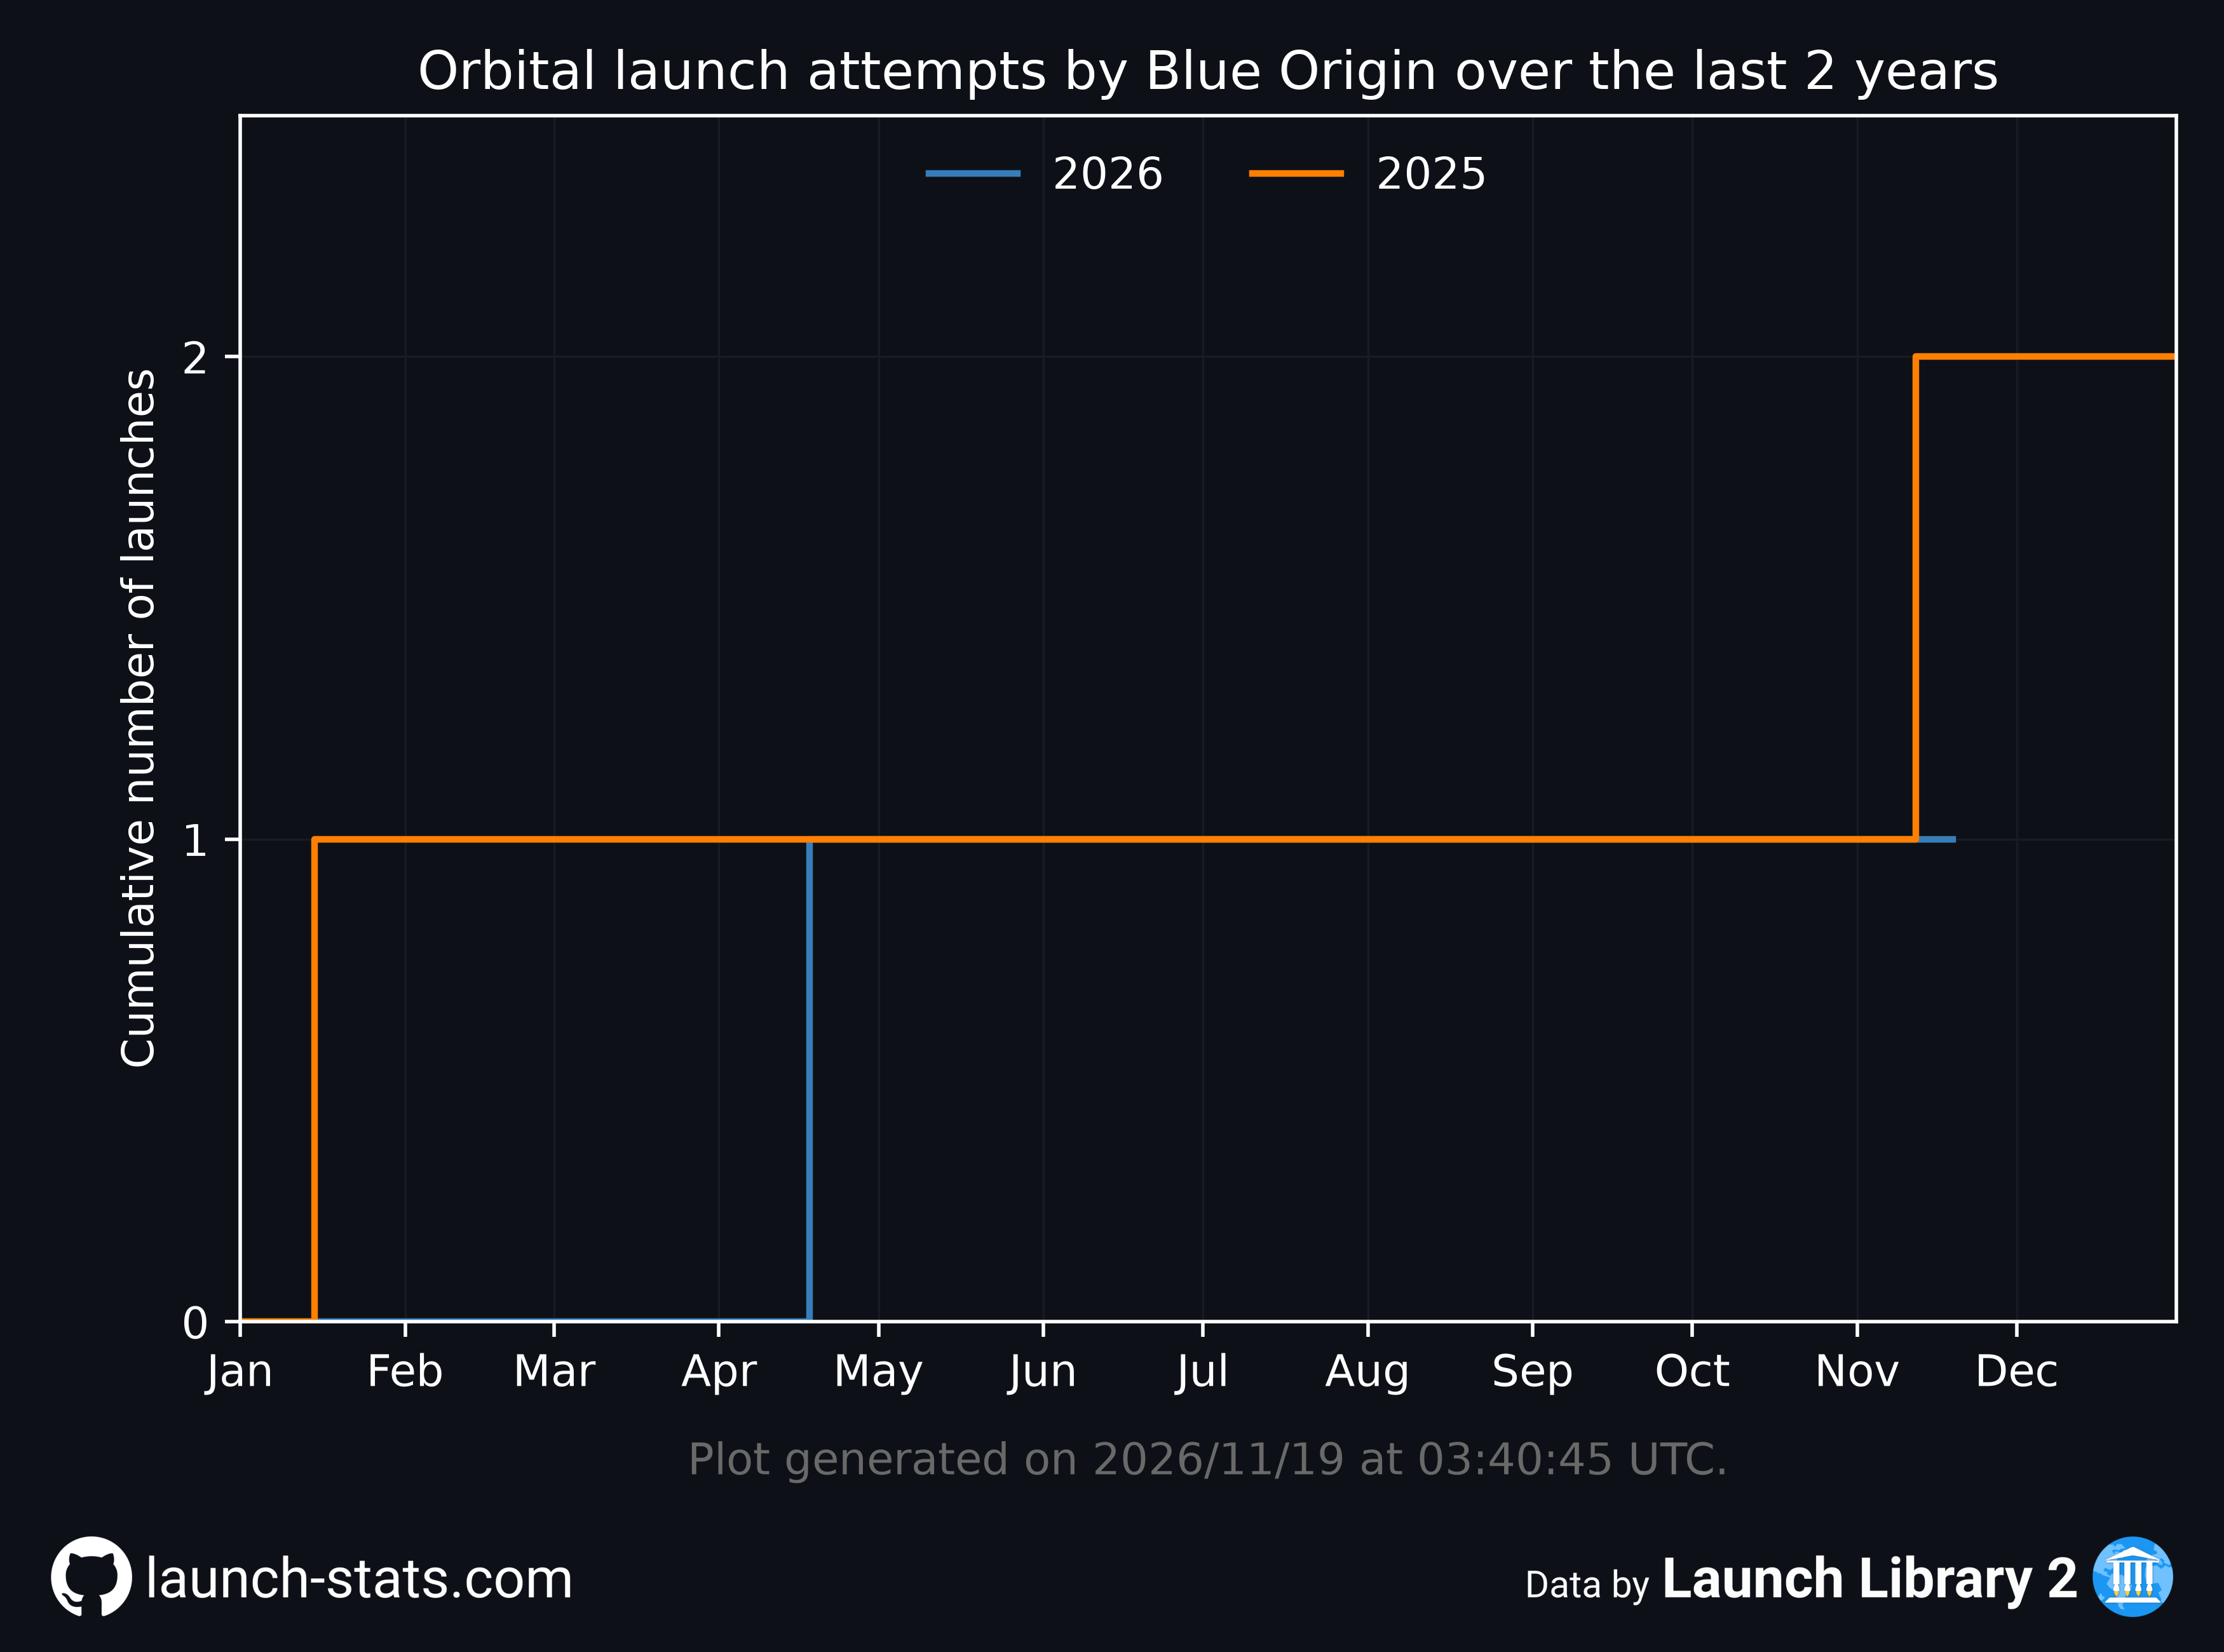 Orbital launch attempts by Blue Origin over the last 2 years
2026 2025
Cumulative number of launches
2
1
0
Jan Feb Mar Apr May Jun Jul Aug Sep Oct Nov Dec
Plot generated on 2026/11/19 at 03:40:45 UTC.
launch-stats.com
Data by Launch Library 2